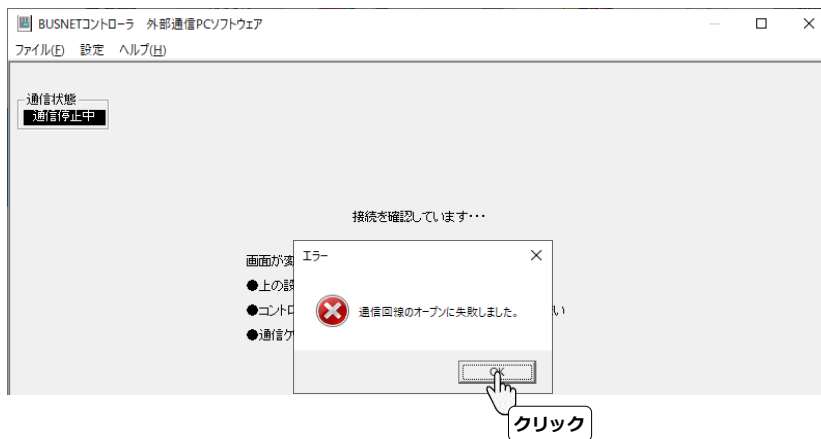 BUSNETコントローラ 外部通信PCソフトウェア
ファイル(F) 設定 ヘルプ(H)
通信状態
通信停止中
接続を確認しています・・・
画面が変
エラー
●上の設
●コントロ
い
通信回線のオープンに失敗しました。
●通信ケ
OK
クリック